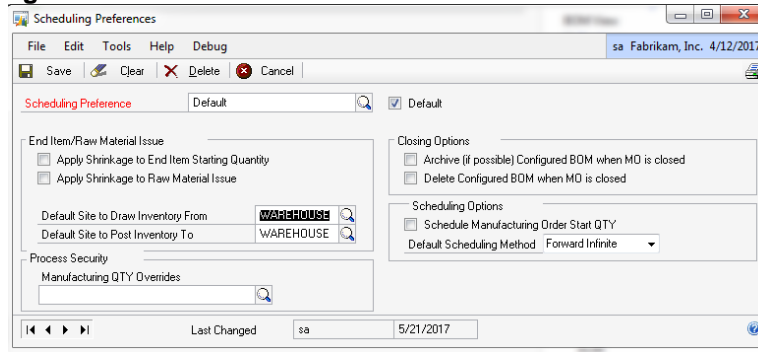 Scheduling Preferences
File Edit Tools Help Debug
sa Fabrikam, Inc. 4/12/2017
Save Clear Delete Cancel
Scheduling Preference Default Default
End Item/Raw Material Issue
Apply Shrinkage to End Item Starting Quantity
Apply Shrinkage to Raw Material Issue
Default Site to Draw Inventory From WAREHOUSE
Default Site to Post Inventory To WAREHOUSE
Process Security
Manufacturing QTY Overrides
Closing Options
Archive (if possible) Configured BOM when MO is closed
Delete Configured BOM when MO is closed
Scheduling Options
Schedule Manufacturing Order Start QTY
Default Scheduling Method Forward Infinite
Last Changed sa 5/21/2017